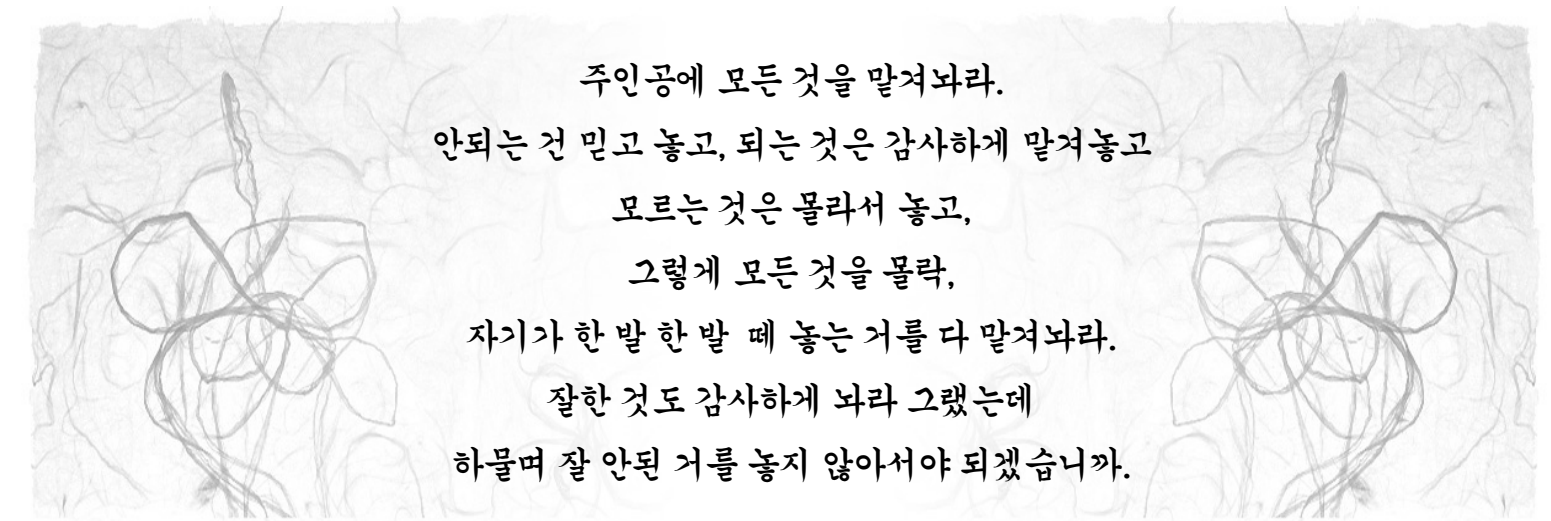 주인공에 모든 것을 맡겨놔라.
안되는 건 믿고 놓고, 되는 것은 감사하게 맡겨놓고
모르는 것은 몰라서 놓고,
그렇게 모든 것을 몰락,
자기가 한 발 한 발 떼 놓는 거를 다 맡겨놔라.
잘한 것도 감사하게 놔라 그랬는데
하물며 잘 안된 거를 놓지 않아서야 되겠습니까.